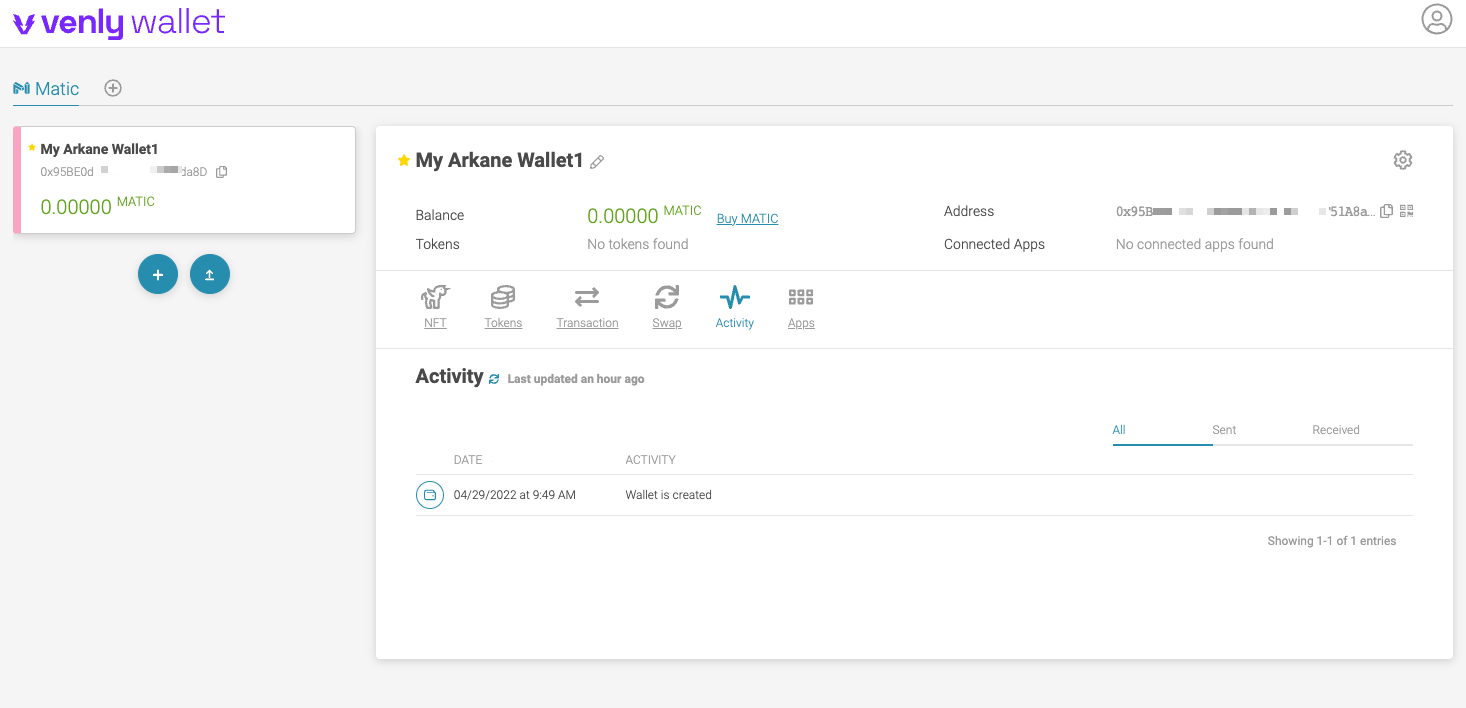 venly wallet
Matic
My Arkane Wallet1
0x95BE0d da8D
0.00000 MATIC
My Arkane Wallet1
Balance 0.00000 MATIC Buy MATIC
Tokens No tokens found
Address 0x95B 51A8a...
Connected Apps No connected apps found
NFT Tokens Transaction Swap Activity Apps
Activity Last updated an hour ago
All Sent Received
DATE ACTIVITY
04/29/2022 at 9:49 AM Wallet is created
Showing 1-1 of 1 entries